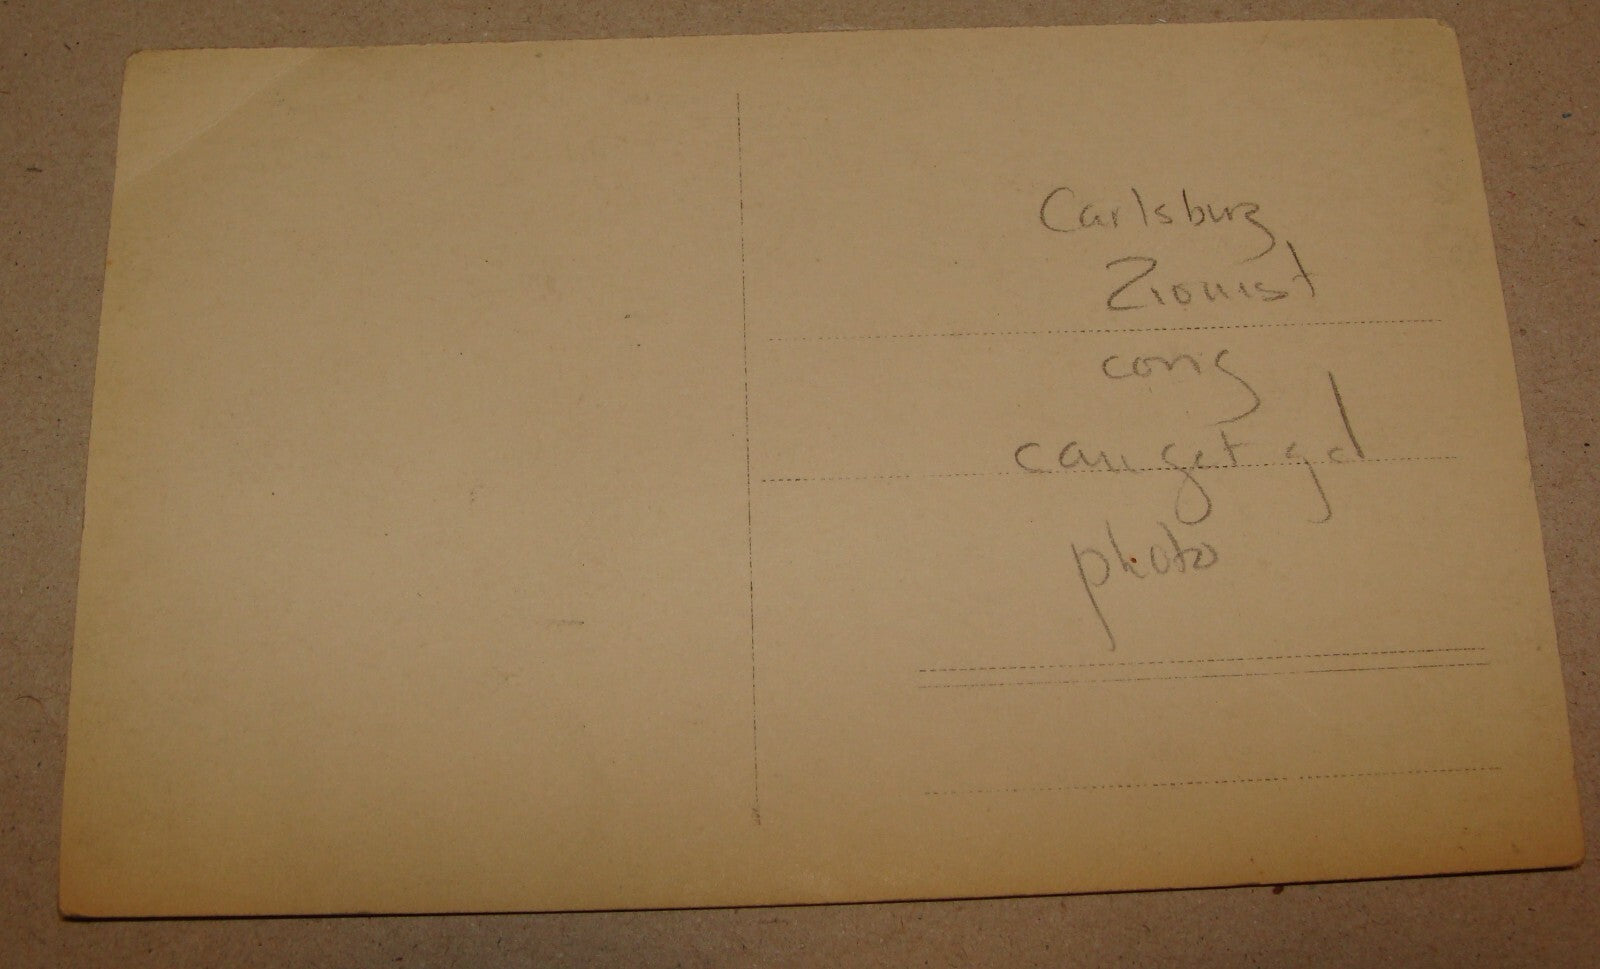 Carlsburg
Zionist
cong
can get gd
photo